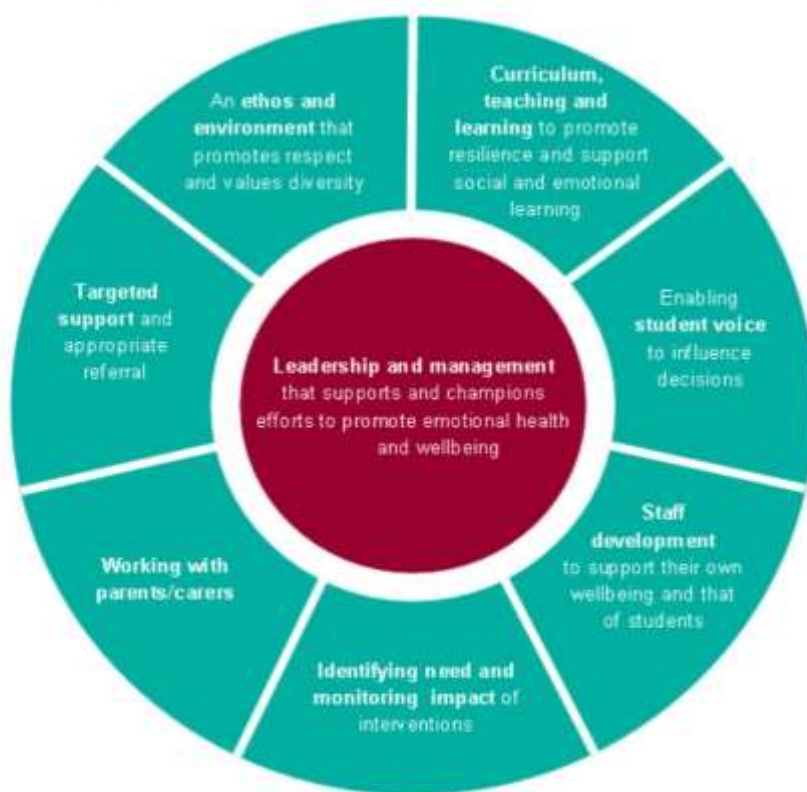 An ethos and
environment that
promotes respect
and values diversity
Curriculum,
teaching and
learning to promote
resilience and support
social and emotional
learning
Enabling
student voice
to influence
decisions
Staff
development
to support their own
wellbeing and that
of students
Identifying need and
monitoring impact of
interventions
Working with
parents/carers
Targeted
support and
appropriate
referral
Leadership and management
that supports and champions
efforts to promote emotional health
and wellbeing